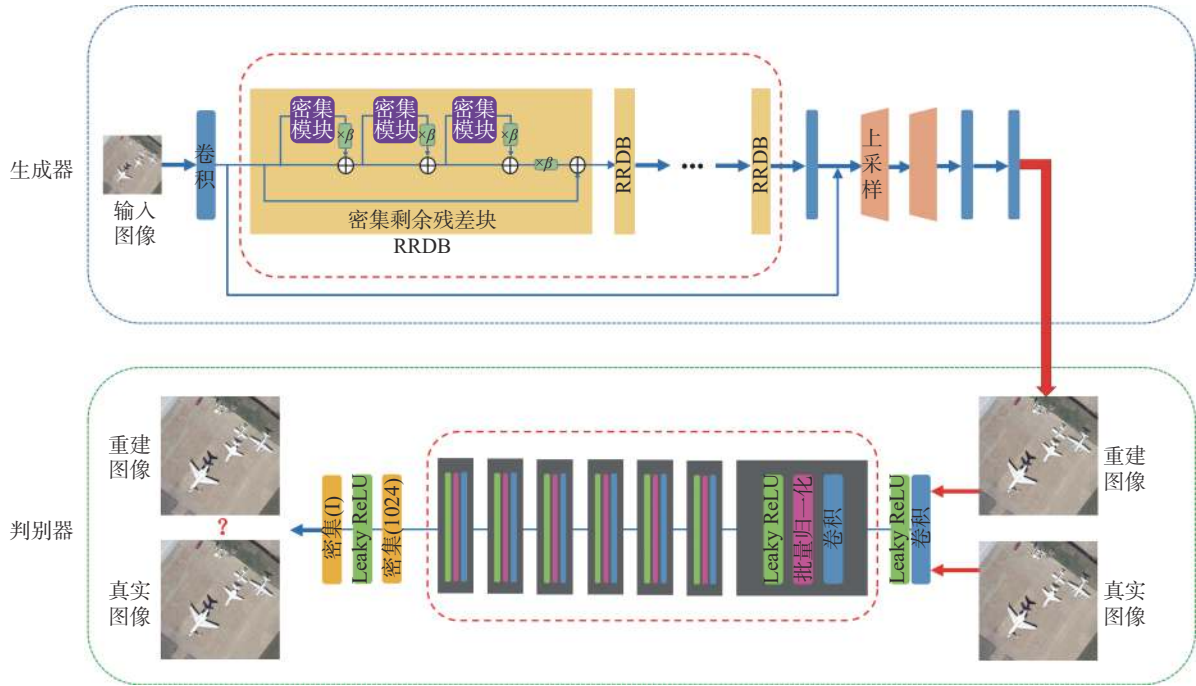 生成器
输入
图像
卷积
密集
模块
×β
密集
模块
×β
密集
模块
×β
×β
密集剩余残差块
RRDB
RRDB
•••
RRDB
上采样
判别器
重建
图像
?
真实
图像
密集(1)
Leaky ReLU
密集(1024)
Leaky ReLU
批量归一化
卷积
Leaky ReLU
卷积
重建
图像
真实
图像